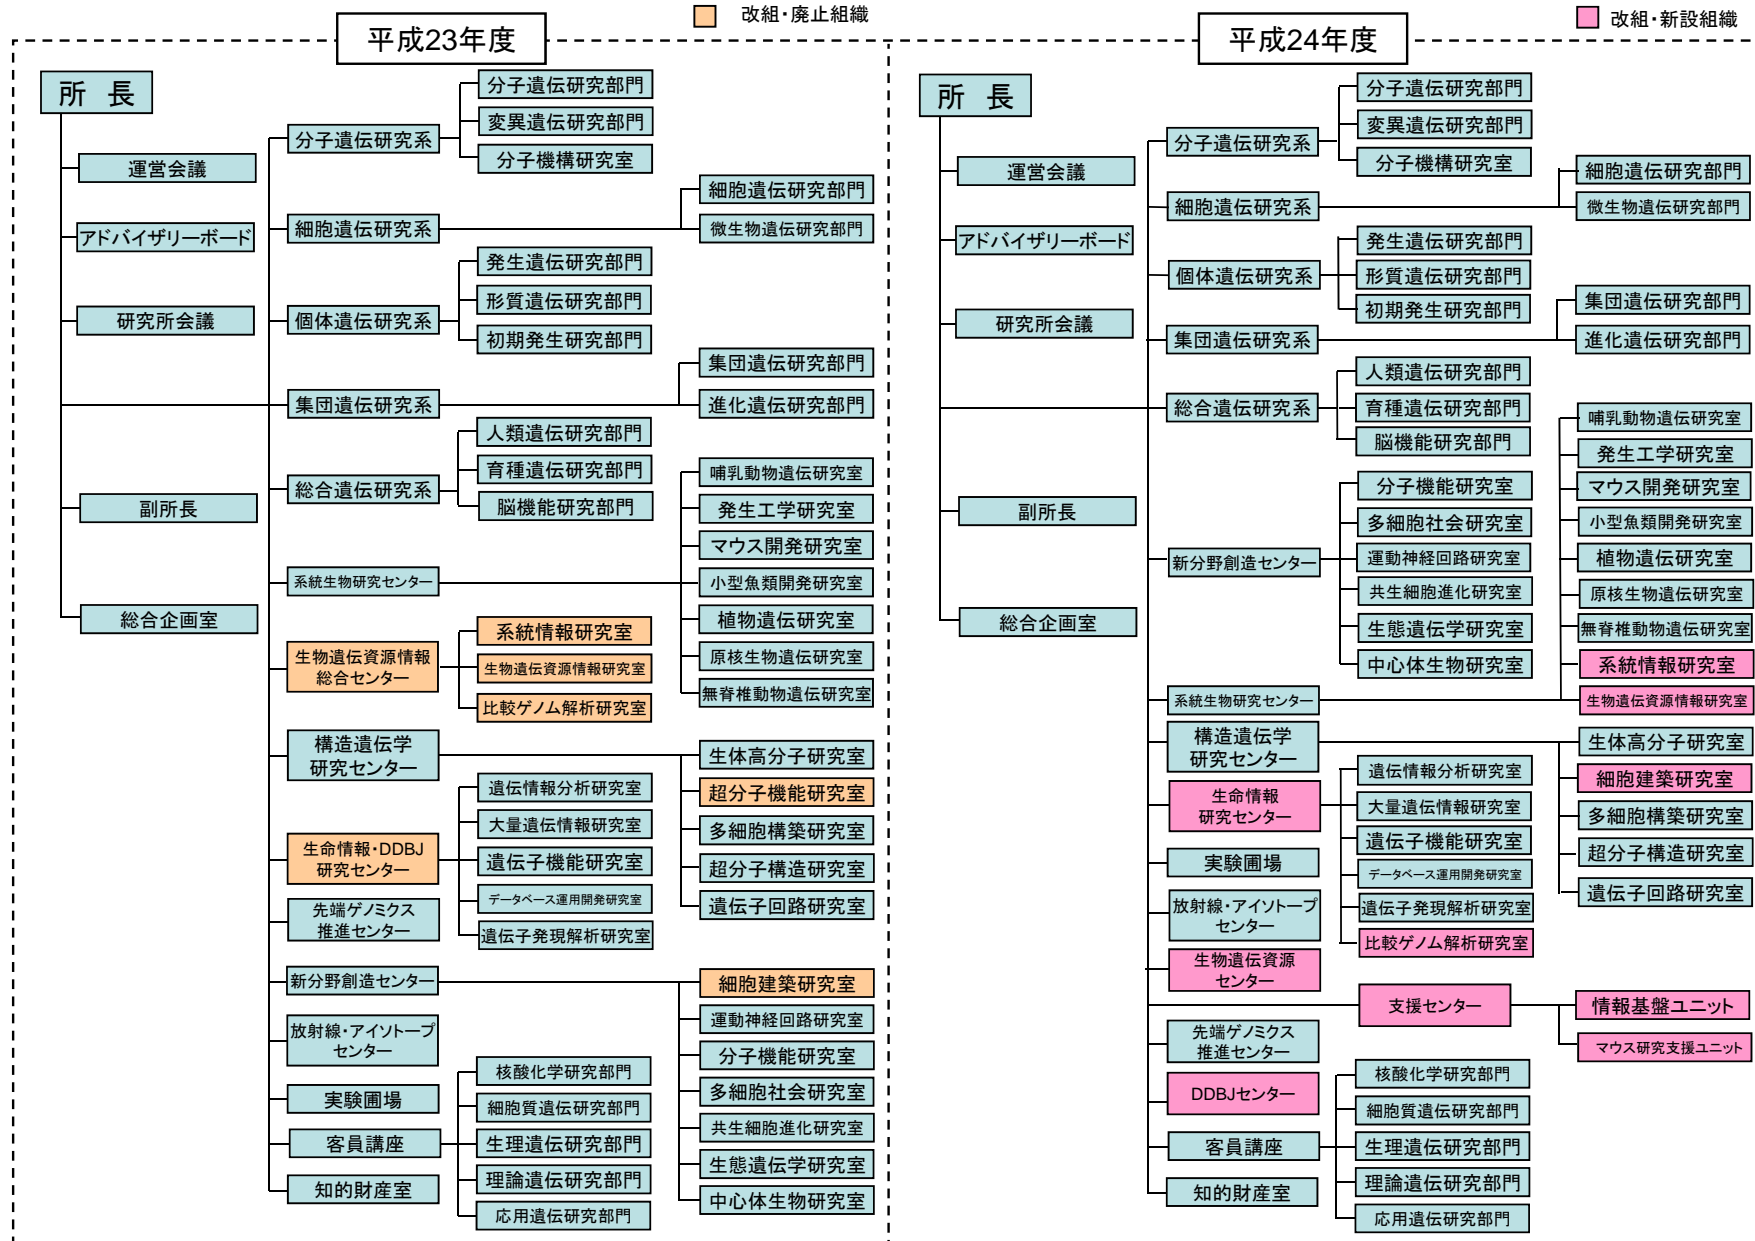 改組・廃止組織
平成23年度
所 長
運営会議
アドバイザリーボード
研究所会議
副所長
総合企画室
分子遺伝研究系
分子遺伝研究部門
変異遺伝研究部門
分子機構研究室
細胞遺伝研究系
細胞遺伝研究部門
微生物遺伝研究部門
個体遺伝研究系
発生遺伝研究部門
形質遺伝研究部門
初期発生研究部門
集団遺伝研究系
集団遺伝研究部門
進化遺伝研究部門
総合遺伝研究系
人類遺伝研究部門
育種遺伝研究部門
脳機能研究部門
系統生物研究センター
哺乳動物遺伝研究室
発生工学研究室
マウス開発研究室
小型魚類開発研究室
植物遺伝研究室
原核生物遺伝研究室
無脊椎動物遺伝研究室
生物遺伝資源情報
総合センター
系統情報研究室
生物遺伝資源情報研究室
比較ゲノム解析研究室
構造遺伝学
研究センター
生体高分子研究室
超分子機能研究室
多細胞構築研究室
超分子構造研究室
遺伝子回路研究室
生命情報・DDBJ
研究センター
遺伝情報分析研究室
大量遺伝情報研究室
遺伝子機能研究室
データベース運用開発研究室
遺伝子発現解析研究室
先端ゲノミクス
推進センター
新分野創造センター
細胞建築研究室
運動神経回路研究室
分子機能研究室
多細胞社会研究室
共生細胞進化研究室
生態遺伝学研究室
中心体生物研究室
放射線・アイソトープ
センター
実験圃場
客員講座
核酸化学研究部門
細胞質遺伝研究部門
生理遺伝研究部門
理論遺伝研究部門
応用遺伝研究部門
知的財産室
改組・新設組織
平成24年度
所 長
運営会議
アドバイザリーボード
研究所会議
副所長
総合企画室
分子遺伝研究系
分子遺伝研究部門
変異遺伝研究部門
分子機構研究室
細胞遺伝研究系
細胞遺伝研究部門
微生物遺伝研究部門
個体遺伝研究系
発生遺伝研究部門
形質遺伝研究部門
初期発生研究部門
集団遺伝研究系
集団遺伝研究部門
進化遺伝研究部門
総合遺伝研究系
人類遺伝研究部門
育種遺伝研究部門
脳機能研究部門
新分野創造センター
分子機能研究室
多細胞社会研究室
運動神経回路研究室
共生細胞進化研究室
生態遺伝学研究室
中心体生物研究室
系統生物研究センター
哺乳動物遺伝研究室
発生工学研究室
マウス開発研究室
小型魚類開発研究室
植物遺伝研究室
原核生物遺伝研究室
無脊椎動物遺伝研究室
系統情報研究室
生物遺伝資源情報研究室
構造遺伝学
研究センター
生体高分子研究室
細胞建築研究室
多細胞構築研究室
超分子構造研究室
遺伝子回路研究室
生命情報
研究センター
遺伝情報分析研究室
大量遺伝情報研究室
遺伝子機能研究室
データベース運用開発研究室
遺伝子発現解析研究室
比較ゲノム解析研究室
実験圃場
放射線・アイソトープ
センター
生物遺伝資源
センター
支援センター
情報基盤ユニット
マウス研究支援ユニット
先端ゲノミクス
推進センター
DDBJセンター
客員講座
核酸化学研究部門
細胞質遺伝研究部門
生理遺伝研究部門
理論遺伝研究部門
応用遺伝研究部門
知的財産室